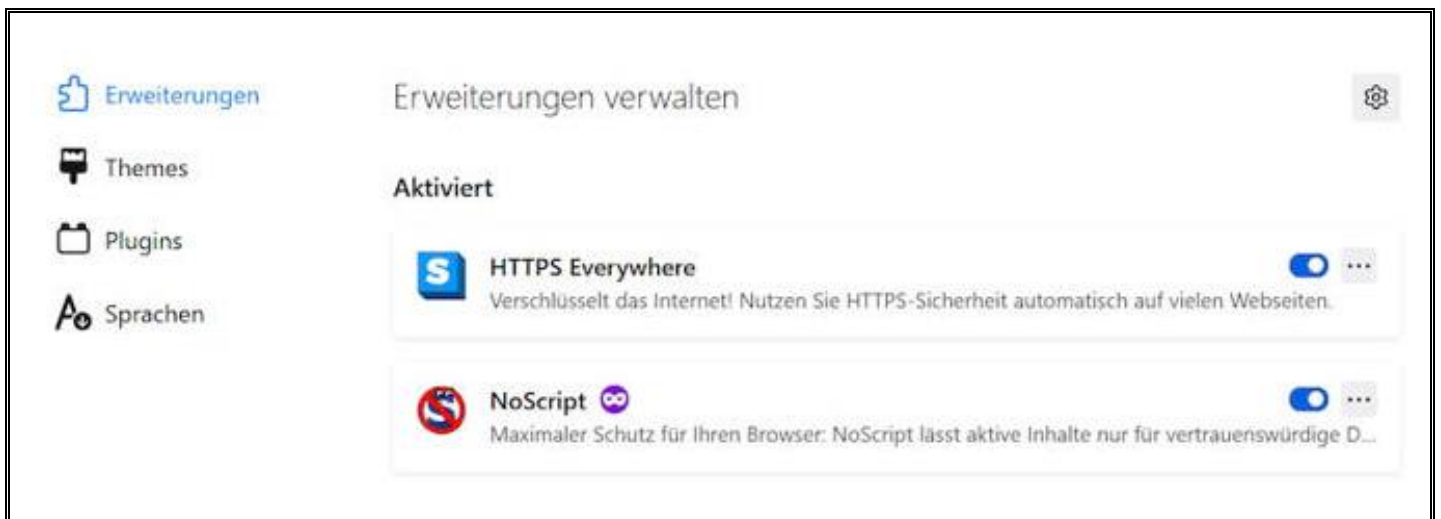 Erweiterungen
Themes
Plugins
Sprachen
Erweiterungen verwalten
Aktiviert
HTTPS Everywhere
Verschlüsselt das Internet! Nutzen Sie HTTPS-Sicherheit automatisch auf vielen Webseiten.
NoScript
Maximaler Schutz für Ihren Browser: NoScript lässt aktive Inhalte nur für vertrauenswürdige D...